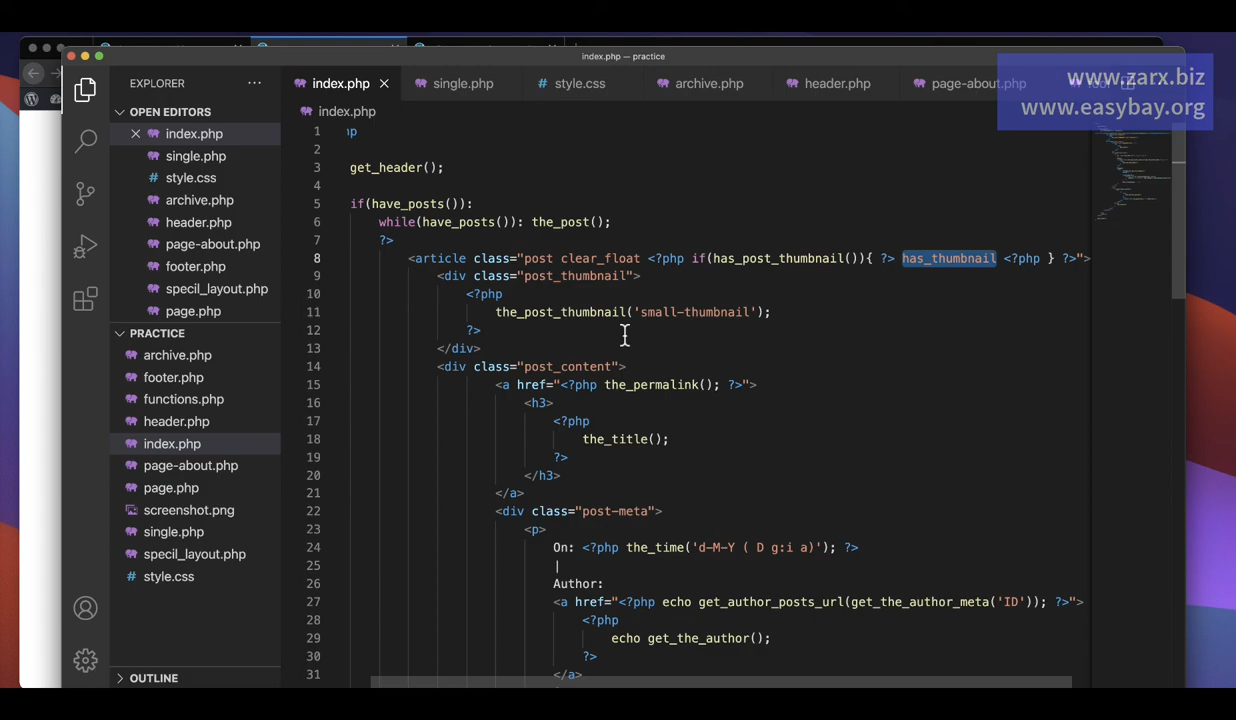 index.php — practice
www.zarx.biz
www.easybay.org
EXPLORER
OPEN EDITORS
index.php
single.php
style.css
archive.php
header.php
page-about.php
footer.php
specil_layout.php
page.php
PRACTICE
archive.php
footer.php
functions.php
header.php
index.php
page-about.php
page.php
screenshot.png
single.php
specil_layout.php
style.css
OUTLINE
index.php
single.php
style.css
archive.php
header.php
page-about.php
index.php
1 hp
2
3 get_header();
4
5 if(have_posts()):
6 while(have_posts()): the_post();
7 ?>
8 <article class="post clear_float <?php if(has_post_thumbnail()){ ?> has_thumbnail <?php } ?>">
9 <div class="post_thumbnail">
10 <?php
11 the_post_thumbnail('small-thumbnail');
12 ?>
13 </div>
14 <div class="post_content">
15 <a href="<?php the_permalink(); ?>">
16 <h3>
17 <?php
18 the_title();
19 ?>
20 </h3>
21 </a>
22 <div class="post-meta">
23 <p>
24 On: <?php the_time('d-M-Y ( D g:i a)'); ?>
25 |
26 Author:
27 <a href="<?php echo get_author_posts_url(get_the_author_meta('ID')); ?>">
28 <?php
29 echo get_the_author();
30 ?>
31 </a>